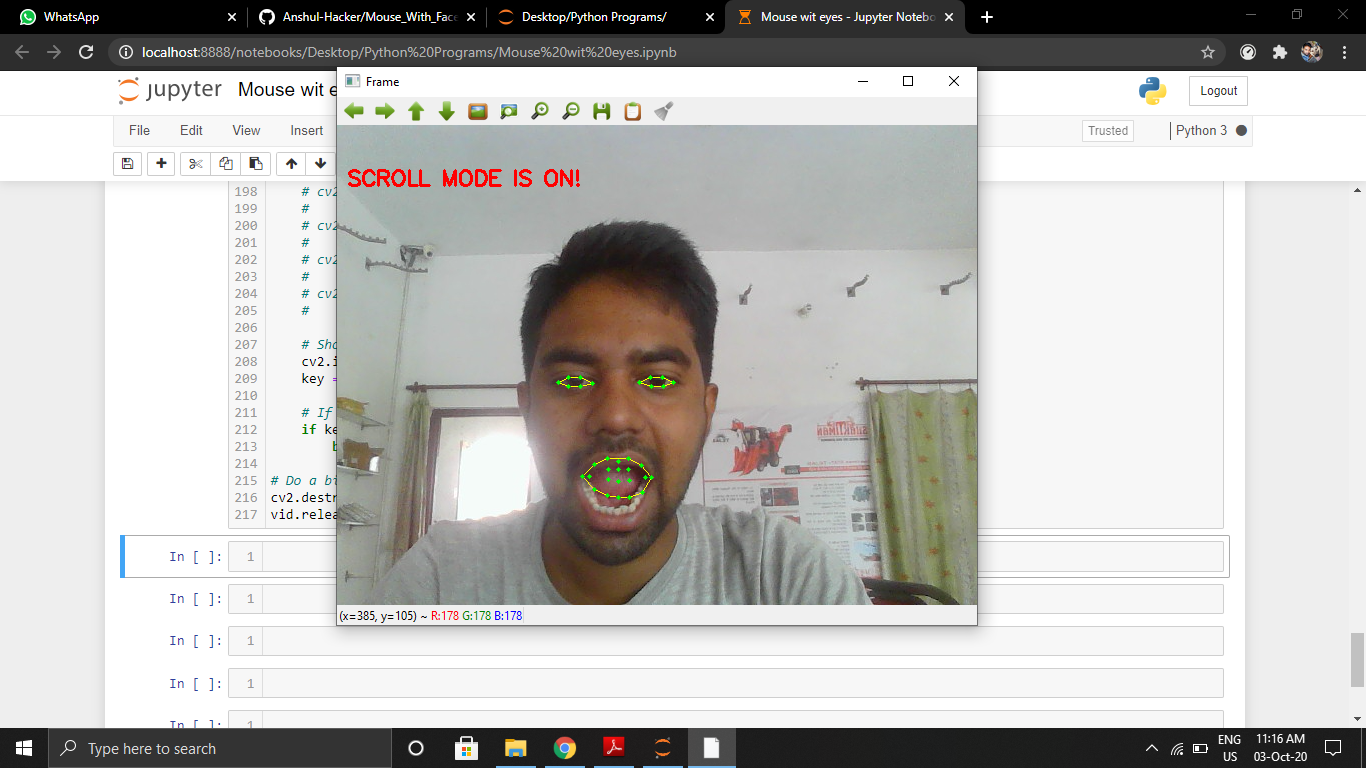 WhatsApp
Anshul-Hacker/Mouse_With_Face
Desktop/Python Programs/
Mouse wit eyes - Jupyter Notebo
localhost:8888/notebooks/Desktop/Python%20Programs/Mouse%20wit%20eyes.ipynb
jupyter Mouse wit e
Logout
Frame
File Edit View Insert
Trusted
Python 3
SCROLL MODE IS ON!
198 # cv2
199 #
200 # cv2
201 #
202 # cv2
203 #
204 # cv2
205 #
206
207 # Sho
208 cv2.i
209 key =
210
211 # If
212 if ke
213 b
214
215 # Do a bi
216 cv2.destr
217 vid.relea
(x=385, y=105) ~ R:178 G:178 B:178
In [ ]: 1
In [ ]: 1
In [ ]: 1
In [ ]: 1
In [ ]: 1
Type here to search
ENG
US
11:16 AM
03-Oct-20